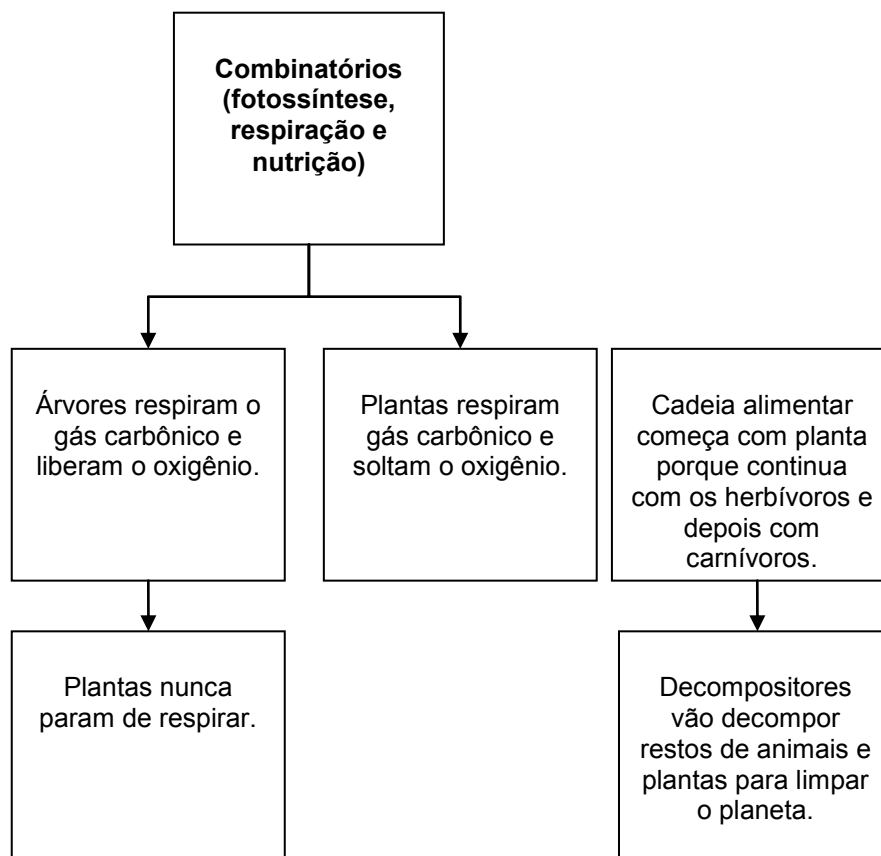 Combinatórios
(fotossíntese,
respiração e
nutrição)
Árvores respiram o
gás carbônico e
liberam o oxigênio.
Plantas respiram
gás carbônico e
soltam o oxigênio.
Cadeia alimentar
começa com planta
porque continua
com os herbívoros e
depois com
carnívoros.
Plantas nunca
param de respirar.
Decompositores
vão decompor
restos de animais e
plantas para limpar
o planeta.